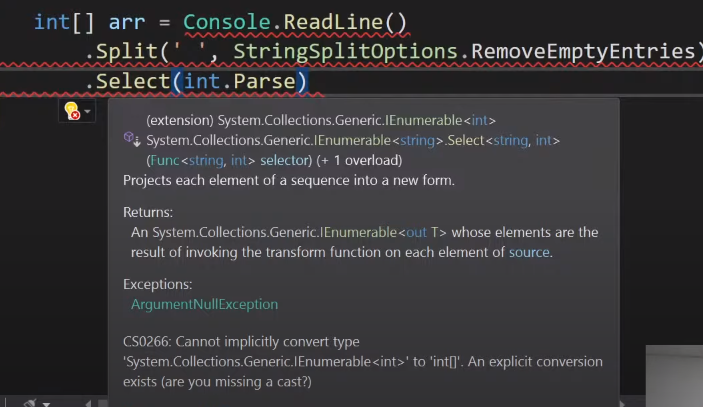 int[] arr = Console.ReadLine()
.Split(' ', StringSplitOptions.RemoveEmptyEntries)
.Select(int.Parse)
(extension) System.Collections.Generic.IEnumerable<int>
System.Collections.Generic.IEnumerable<string>.Select<string, int>
(Func<string, int> selector) (+ 1 overload)
Projects each element of a sequence into a new form.
Returns:
An System.Collections.Generic.IEnumerable<out T> whose elements are the
result of invoking the transform function on each element of source.
Exceptions:
ArgumentNullException
CS0266: Cannot implicitly convert type
'System.Collections.Generic.IEnumerable<int>' to 'int[]'. An explicit conversion
exists (are you missing a cast?)